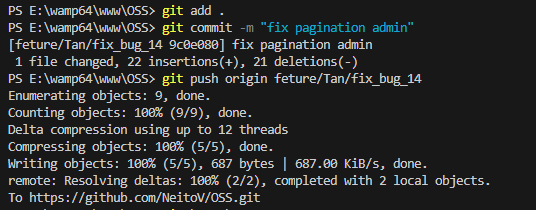 PS E:\wamp64\www\OSS> git add .
PS E:\wamp64\www\OSS> git commit -m "fix pagination admin"
[feture/Tan/fix_bug_14 9c0e080] fix pagination admin
 1 file changed, 22 insertions(+), 21 deletions(-)
PS E:\wamp64\www\OSS> git push origin feture/Tan/fix_bug_14
Enumerating objects: 9, done.
Counting objects: 100% (9/9), done.
Delta compression using up to 12 threads
Compressing objects: 100% (5/5), done.
Writing objects: 100% (5/5), 687 bytes | 687.00 KiB/s, done.
remote: Resolving deltas: 100% (2/2), completed with 2 local objects.
To https://github.com/NeitoV/OSS.git